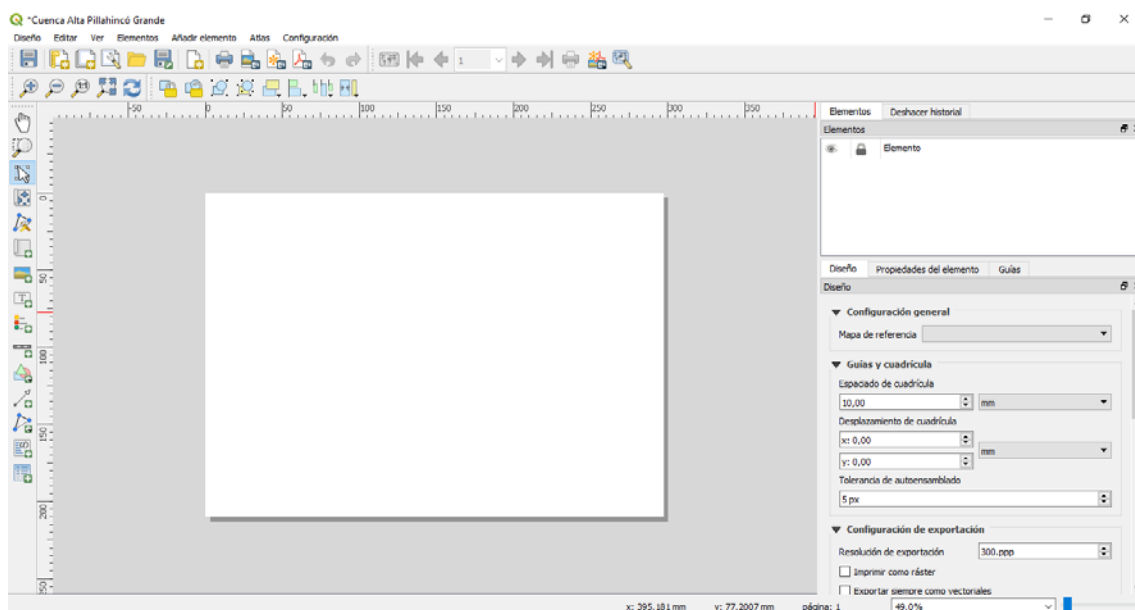 *Cuenca Alta Pillahincó Grande
Diseño Editar Ver Elementos Añadir elemento Atlas Configuración
1
-50 0 50 100 150 200 250 300 350
0
50
100
150
200
250
Elementos Deshacer historial
Elementos
Elemento
Diseño Propiedades del elemento Guías
Diseño
Configuración general
Mapa de referencia
Guías y cuadrícula
Espaciado de cuadrícula
10,00 mm
Desplazamiento de cuadrícula
x: 0,00
mm
y: 0,00
Tolerancia de autoensamblado
5 px
Configuración de exportación
Resolución de exportación 300.ppp
Imprimir como ráster
Exportar siempre como vectoriales
x: 395.181 mm y: 77.2007 mm página: 1 49.0%